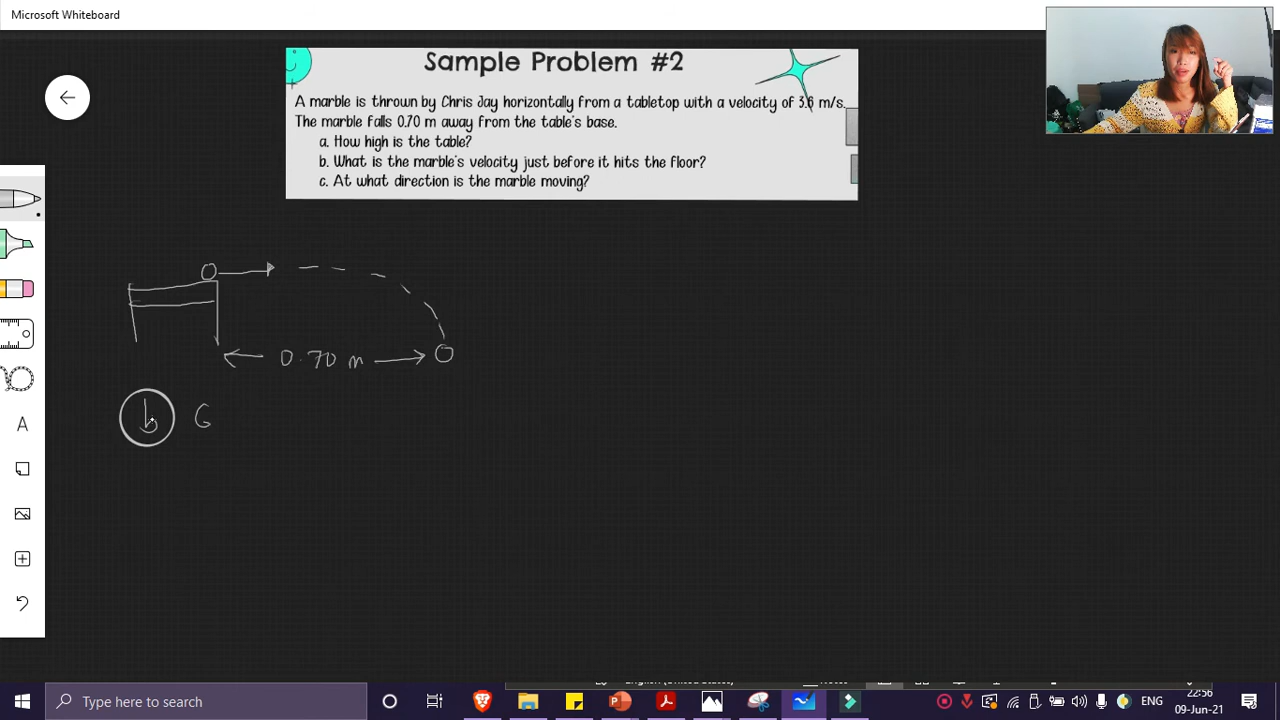 Microsoft Whiteboard
Sample Problem #2
A marble is thrown by Chris Jay horizontally from a tabletop with a velocity of 3.6 m/s.
The marble falls 0.70 m away from the table's base.
a. How high is the table?
b. What is the marble's velocity just before it hits the floor?
c. At what direction is the marble moving?
0.70 m
b G
A
Type here to search
ENG
22:56
09-Jun-21